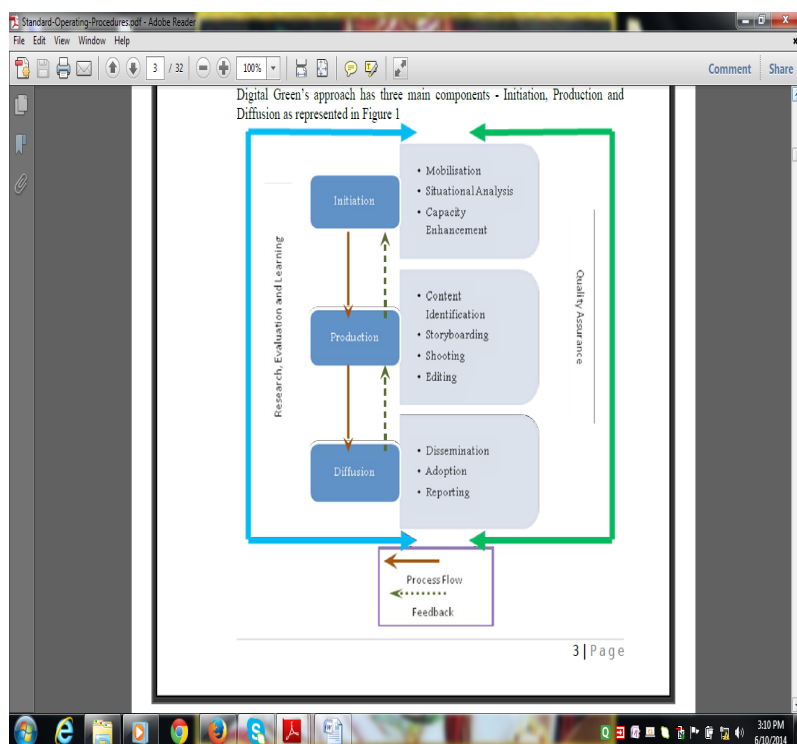 Standard-Operating-Procedures.pdf - Adobe Reader
File Edit View Window Help
3 / 32 100% Comment Share
Digital Green's approach has three main components - Initiation, Production and
Diffusion as represented in Figure 1
Research, Evaluation and Learning
Initiation
• Mobilisation
• Situational Analysis
• Capacity
Enhancement
Production
• Content
Identification
• Storyboarding
• Shooting
• Editing
Diffusion
• Dissemination
• Adoption
• Reporting
Quality Assurance
Process Flow
Feedback
3 | Page
3:10 PM
6/10/2014